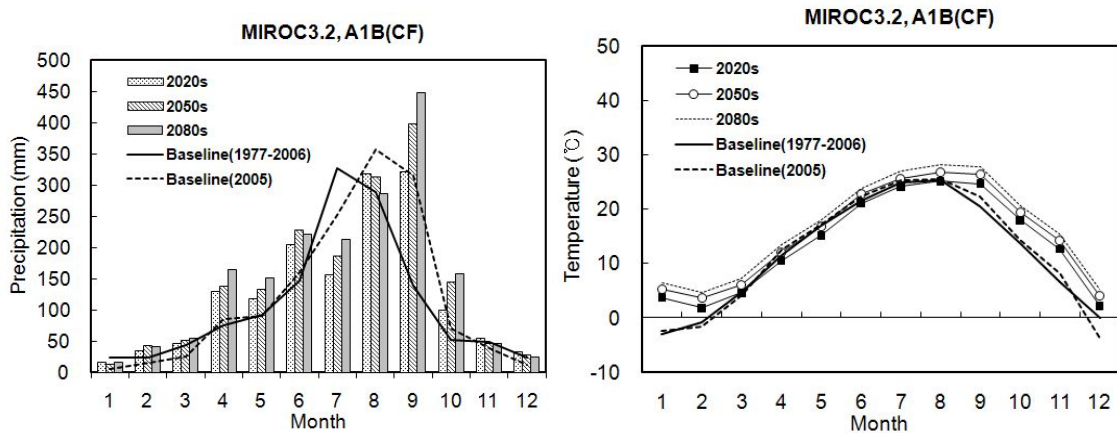 MIROC3.2, A1B(CF)
500
450
400
350
300
250
200
150
100
50
0
Precipitation (mm)
2020s
2050s
2080s
Baseline(1977-2006)
Baseline(2005)
1 2 3 4 5 6 7 8 9 10 11 12
Month
MIROC3.2, A1B(CF)
50
40
30
20
10
0
-10
Temperature (℃)
2020s
2050s
2080s
Baseline(1977-2006)
Baseline(2005)
1 2 3 4 5 6 7 8 9 10 11 12
Month